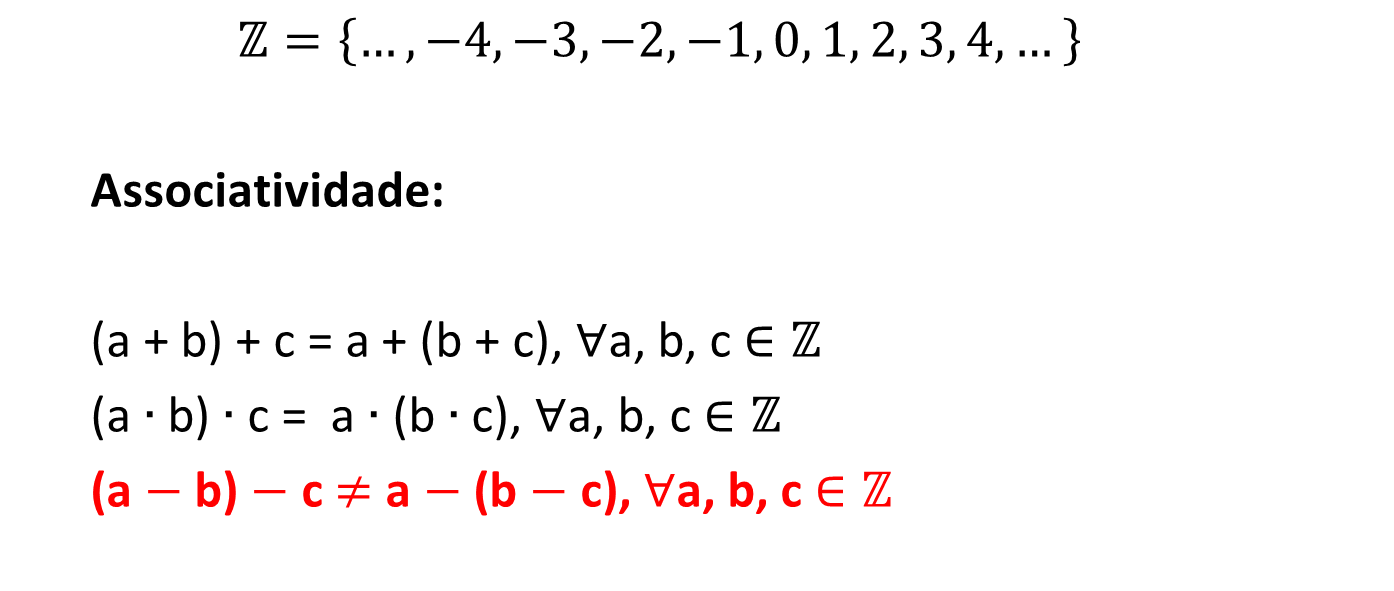 ℤ = {… , −4, −3, −2, −1, 0, 1, 2, 3, 4, … }
Associatividade:
(a + b) + c = a + (b + c), ∀a, b, c ∈ ℤ
(a · b) · c = a · (b · c), ∀a, b, c ∈ ℤ
(a − b) − c ≠ a − (b − c), ∀a, b, c ∈ ℤ